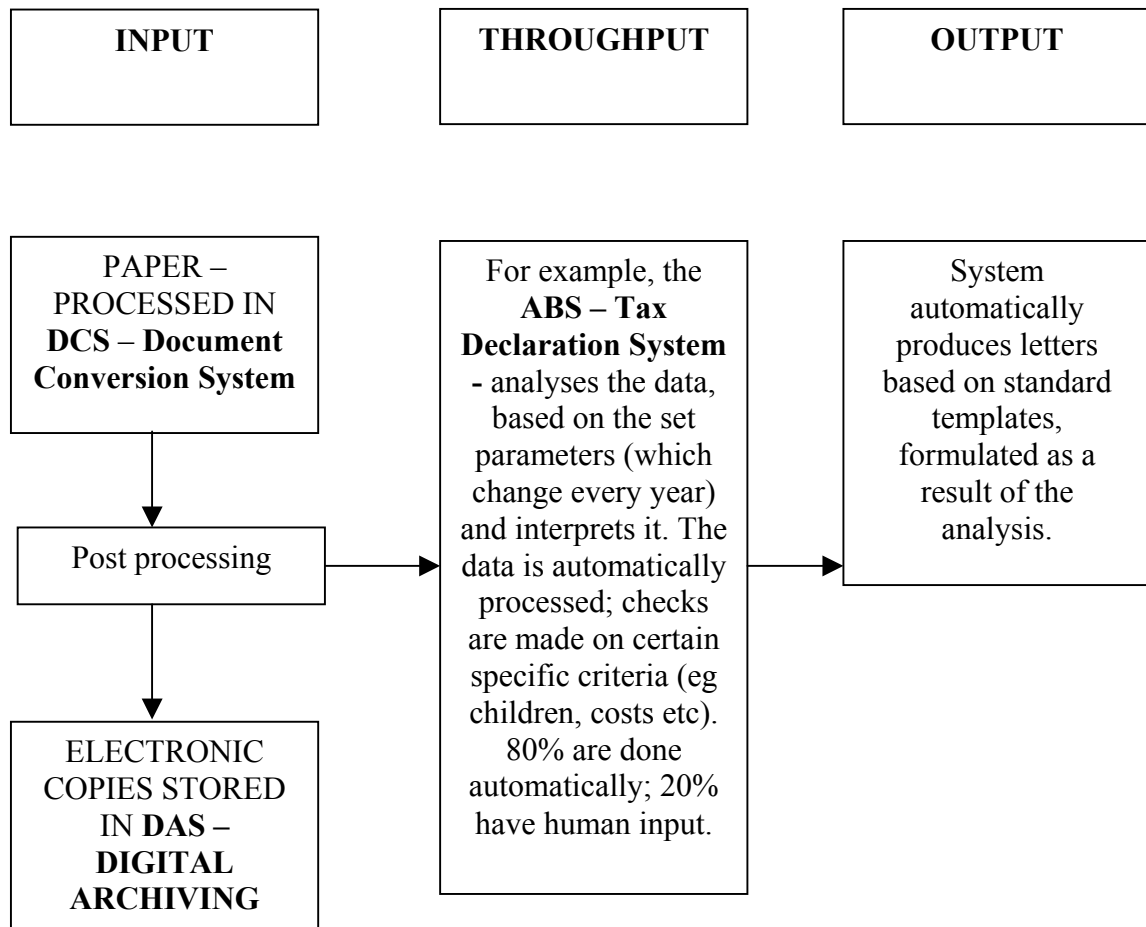 INPUT
THROUGHPUT
OUTPUT
PAPER –
PROCESSED IN
DCS – Document
Conversion System
Post processing
ELECTRONIC
COPIES STORED
IN DAS –
DIGITAL
ARCHIVING
For example, the
ABS – Tax
Declaration System
- analyses the data,
based on the set
parameters (which
change every year)
and interprets it. The
data is automatically
processed; checks
are made on certain
specific criteria (eg
children, costs etc).
80% are done
automatically; 20%
have human input.
System
automatically
produces letters
based on standard
templates,
formulated as a
result of the
analysis.